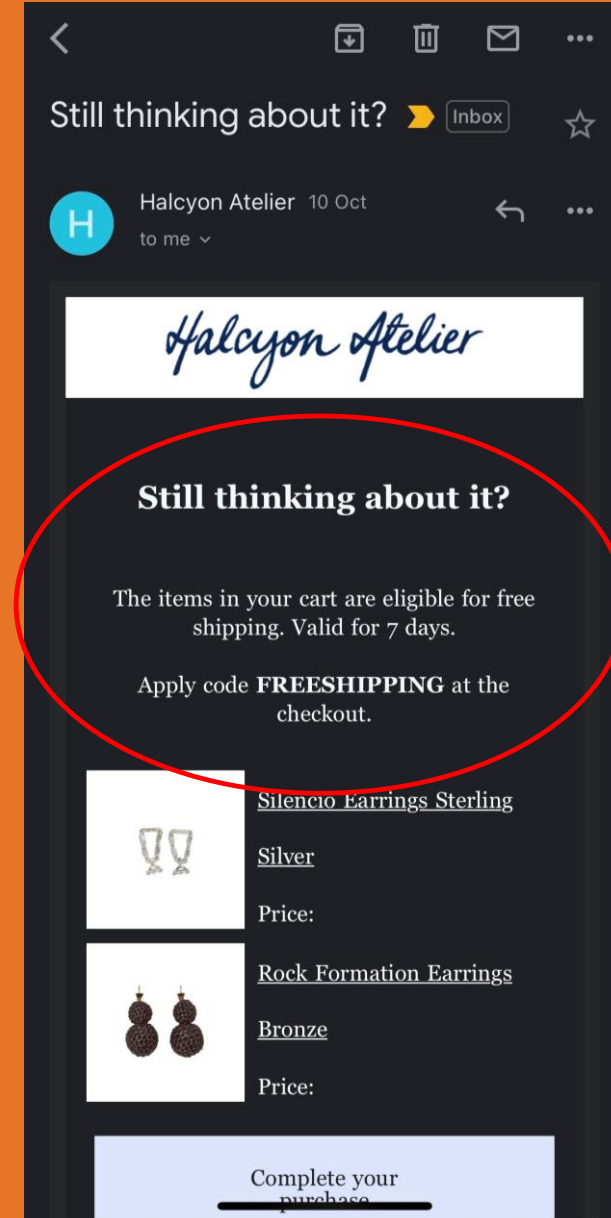 Still thinking about it? Inbox
H
Halcyon Atelier 10 Oct
to me
Halcyon Atelier
Still thinking about it?
The items in your cart are eligible for free
shipping. Valid for 7 days.
Apply code FREESHIPPING at the
checkout.
Silencio Earrings Sterling
Silver
Price:
Rock Formation Earrings
Bronze
Price:
Complete your
purchase